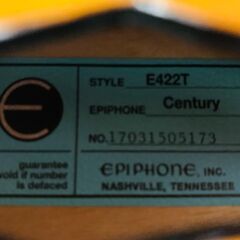 STYLE E422T
EPIPHONE Century
NO. 17031505173
guarantee
void if number
is defaced
EPIPHONE, INC.
NASHVILLE, TENNESSEE